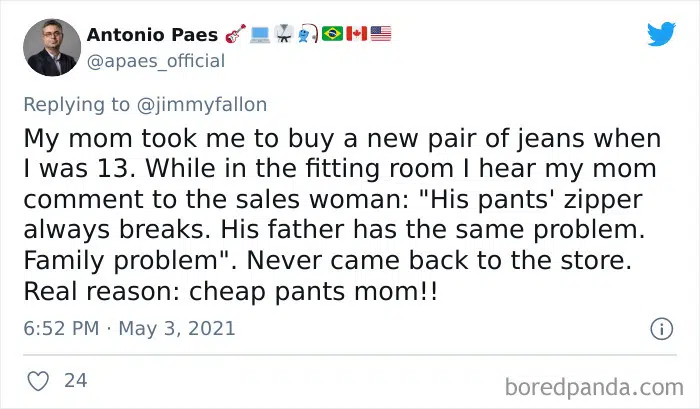 Antonio Paes 🎸💻🥋🎣🇧🇷🇨🇦🇺🇸
@apaes_official
Replying to @jimmyfallon
My mom took me to buy a new pair of jeans when
I was 13. While in the fitting room I hear my mom
comment to the sales woman: "His pants' zipper
always breaks. His father has the same problem.
Family problem". Never came back to the store.
Real reason: cheap pants mom!!
6:52 PM · May 3, 2021
24
boredpanda.com